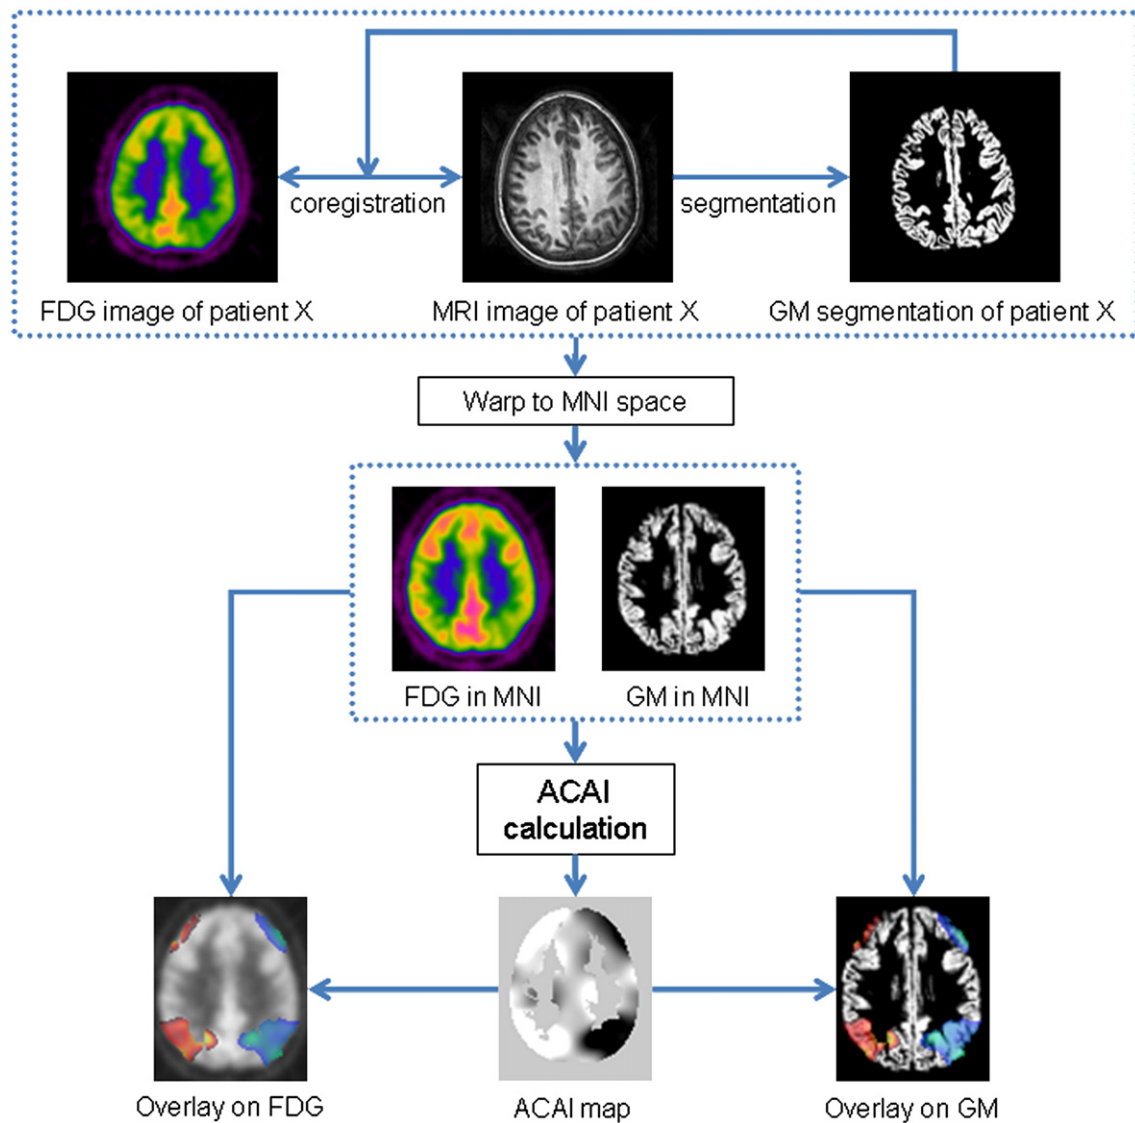 coregistration
segmentation
FDG image of patient X
MRI image of patient X
GM segmentation of patient X
Warp to MNI space
FDG in MNI
GM in MNI
ACAI
calculation
Overlay on FDG
ACAI map
Overlay on GM